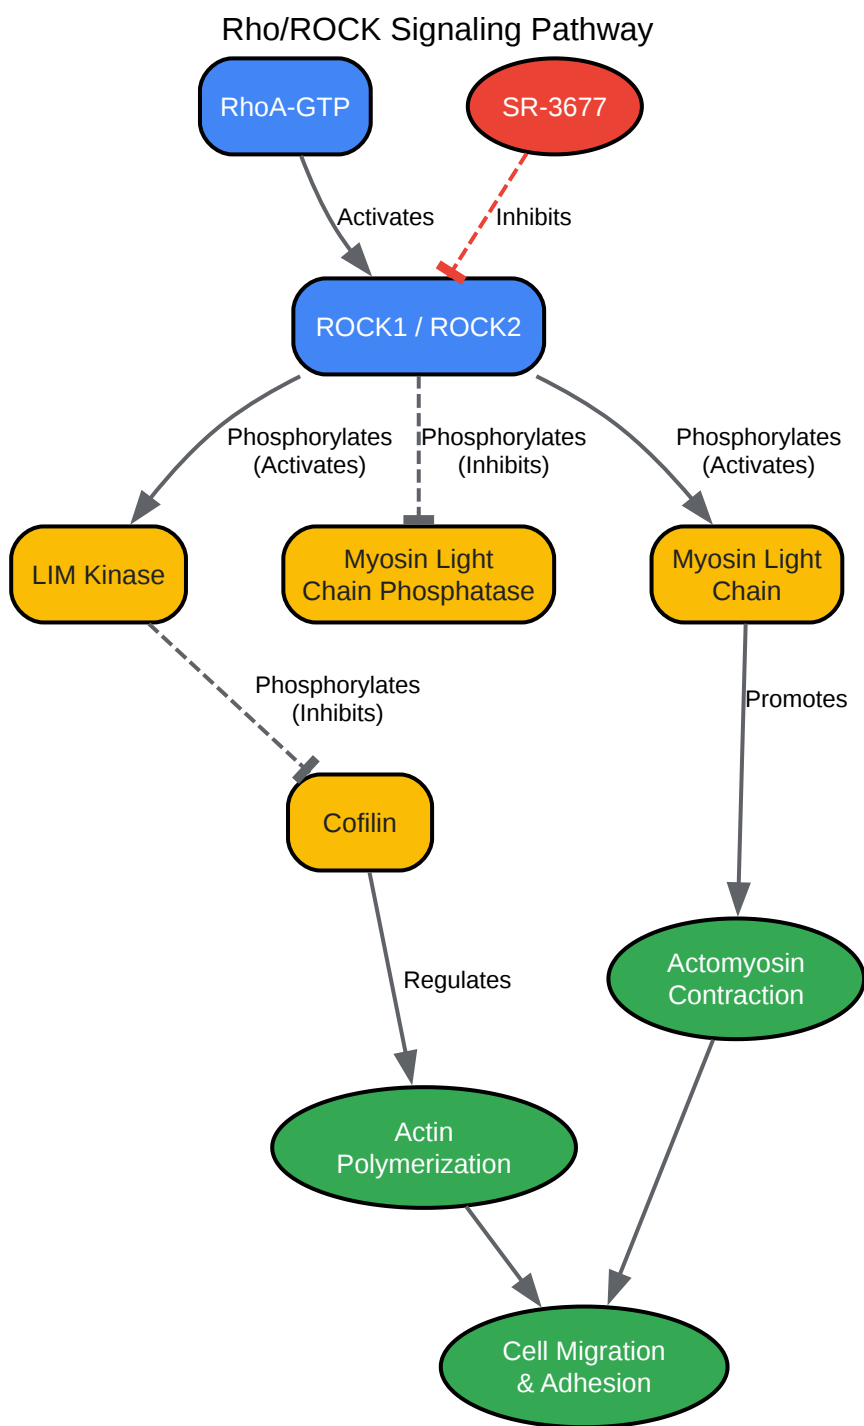 Rho/ROCK Signaling Pathway
RhoA-GTP
SR-3677
Activates
Inhibits
ROCK1 / ROCK2
Phosphorylates
(Activates)
Phosphorylates
(Inhibits)
Phosphorylates
(Activates)
LIM Kinase
Myosin Light
Chain Phosphatase
Myosin Light
Chain
Phosphorylates
(Inhibits)
Promotes
Cofilin
Actomyosin
Contraction
Regulates
Actin
Polymerization
Cell Migration
& Adhesion